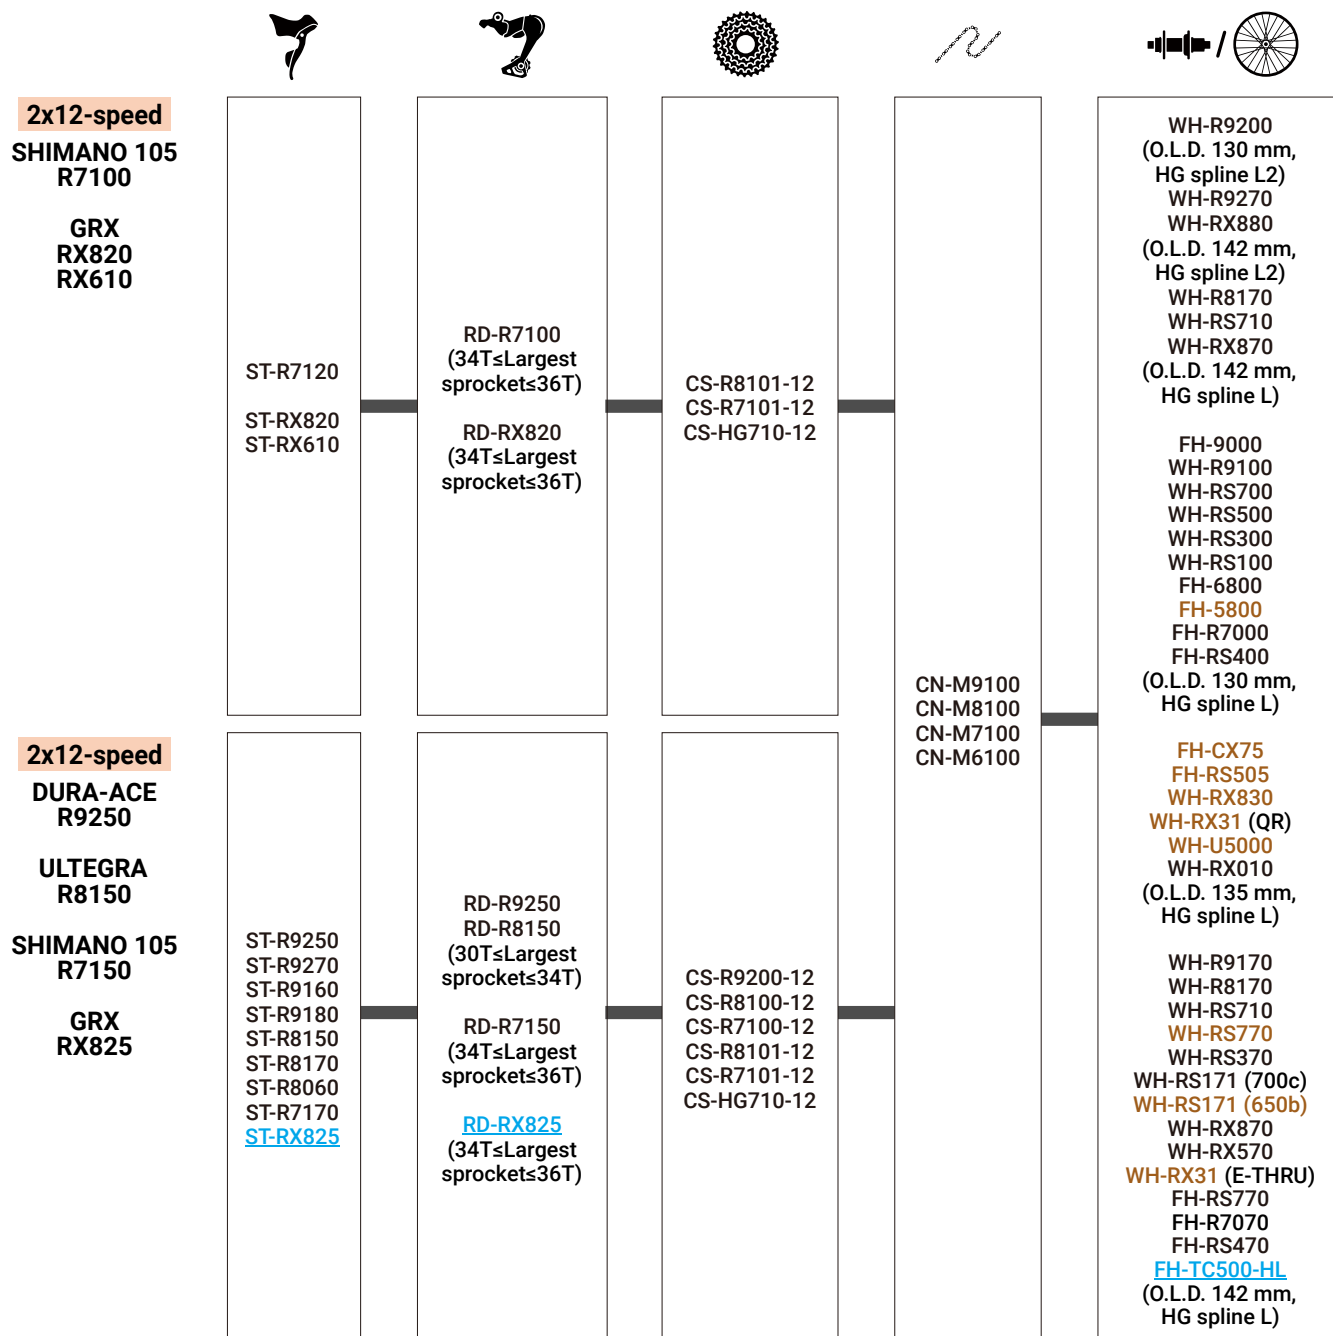 2x12-speed
SHIMANO 105
R7100
GRX
RX820
RX610
ST-R7120
ST-RX820
ST-RX610
RD-R7100
(34T≤Largest
sprocket≤36T)
RD-RX820
(34T≤Largest
sprocket≤36T)
CS-R8101-12
CS-R7101-12
CS-HG710-12
2x12-speed
DURA-ACE
R9250
ULTEGRA
R8150
SHIMANO 105
R7150
GRX
RX825
ST-R9250
ST-R9270
ST-R9160
ST-R9180
ST-R8150
ST-R8170
ST-R8060
ST-R7170
ST-RX825
RD-R9250
RD-R8150
(30T≤Largest
sprocket≤34T)
RD-R7150
(34T≤Largest
sprocket≤36T)
RD-RX825
(34T≤Largest
sprocket≤36T)
CS-R9200-12
CS-R8100-12
CS-R7100-12
CS-R8101-12
CS-R7101-12
CS-HG710-12
CN-M9100
CN-M8100
CN-M7100
CN-M6100
/
WH-R9200
(O.L.D. 130 mm,
HG spline L2)
WH-R9270
WH-RX880
(O.L.D. 142 mm,
HG spline L2)
WH-R8170
WH-RS710
WH-RX870
(O.L.D. 142 mm,
HG spline L)
FH-9000
WH-R9100
WH-RS700
WH-RS500
WH-RS300
WH-RS100
FH-6800
FH-5800
FH-R7000
FH-RS400
(O.L.D. 130 mm,
HG spline L)
FH-CX75
FH-RS505
WH-RX830
WH-RX31 (QR)
WH-U5000
WH-RX010
(O.L.D. 135 mm,
HG spline L)
WH-R9170
WH-R8170
WH-RS710
WH-RS770
WH-RS370
WH-RS171 (700c)
WH-RS171 (650b)
WH-RX870
WH-RX570
WH-RX31 (E-THRU)
FH-RS770
FH-R7070
FH-RS470
FH-TC500-HL
(O.L.D. 142 mm,
HG spline L)